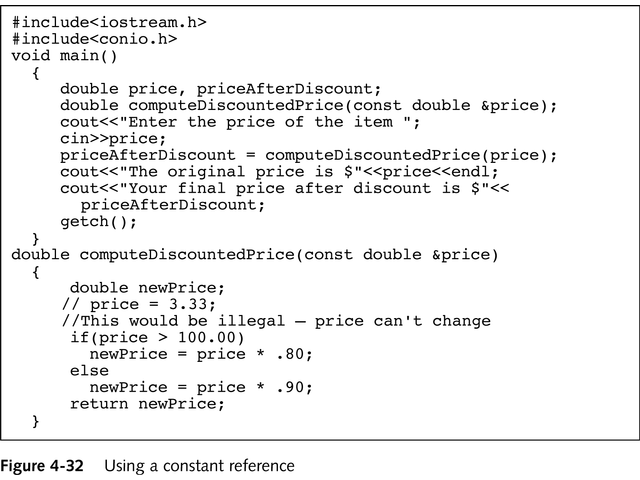 #include<iostream.h>
#include<conio.h>
void main()
{
double price, priceAfterDiscount;
double computeDiscountedPrice(const double &price);
cout<<"Enter the price of the item ";
cin>>price;
priceAfterDiscount = computeDiscountedPrice(price);
cout<<"The original price is $"<<price<<endl;
cout<<"Your final price after discount is $"<<
priceAfterDiscount;
getch();
}
double computeDiscountedPrice(const double &price)
{
double newPrice;
// price = 3.33;
//This would be illegal – price can't change
if(price > 100.00)
newPrice = price * .80;
else
newPrice = price * .90;
return newPrice;
}
Figure 4-32 Using a constant reference